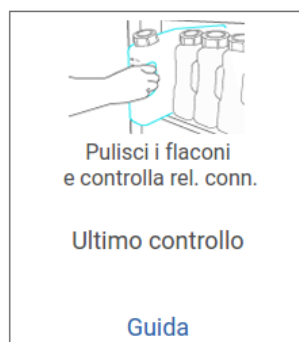 Pulisci i flaconi
e controlla rel. conn.
Ultimo controllo
Guida